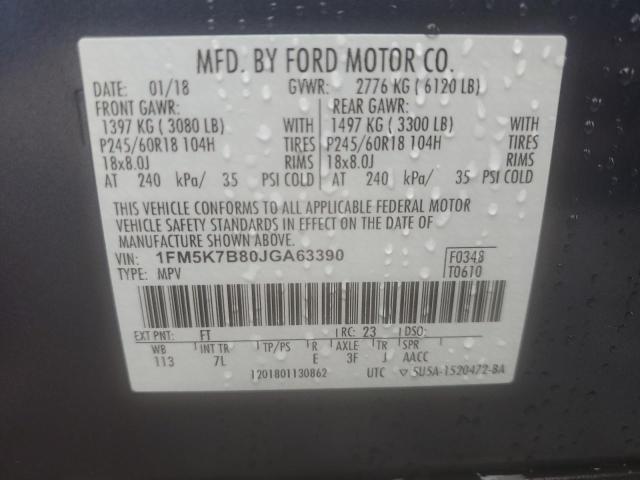 MFD. BY FORD MOTOR CO.
DATE: 01/18 GVWR: 2776 KG ( 6120 LB)
FRONT GAWR: REAR GAWR:
1397 KG ( 3080 LB) WITH 1497 KG ( 3300 LB) WITH
P245/60R18 104H TIRES P245/60R18 104H TIRES
18x8.0J RIMS 18x8.0J RIMS
AT 240 kPa/ 35 PSI COLD AT 240 kPa/ 35 PSI COLD
THIS VEHICLE CONFORMS TO ALL APPLICABLE FEDERAL MOTOR
VEHICLE SAFETY STANDARDS IN EFFECT ON THE DATE OF
MANUFACTURE SHOWN ABOVE.
VIN: 1FM5K7B80JGA63390 F0348
TYPE: MPV T0610
EXT PNT: FT RC: 23 DSO:
WB INT TR TP/PS R AXLE TR SPR
113 7L E 3F J AACC
1201801130862 UTC ▽ 5U5A-1520472-BA